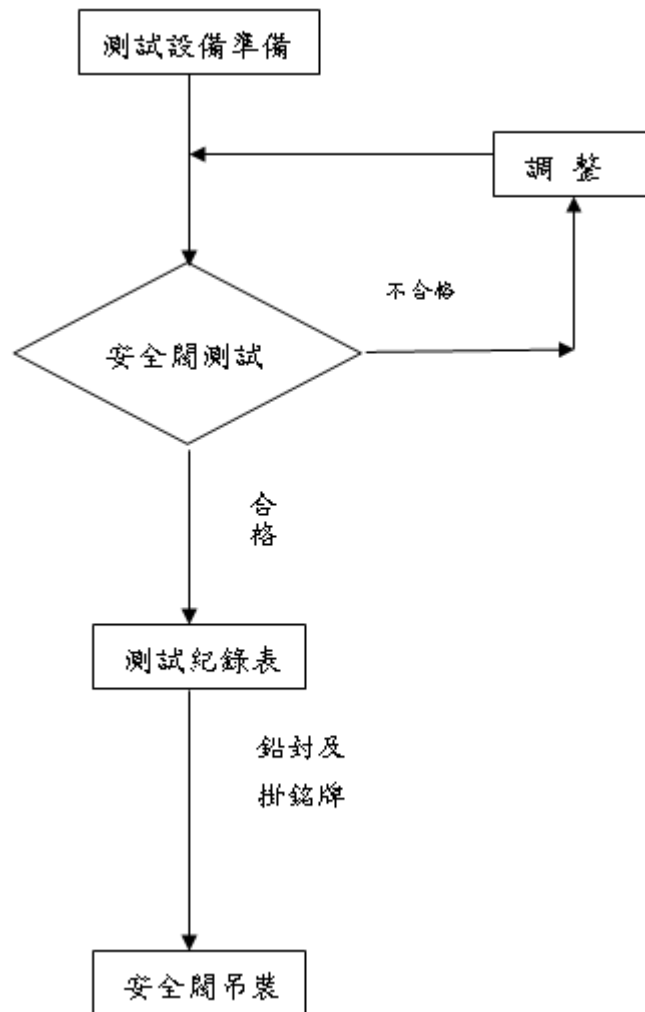 測試設備準備
調 整
不合格
安全閥測試
合
格
測試紀錄表
鉛封及
掛銘牌
安全閥吊裝